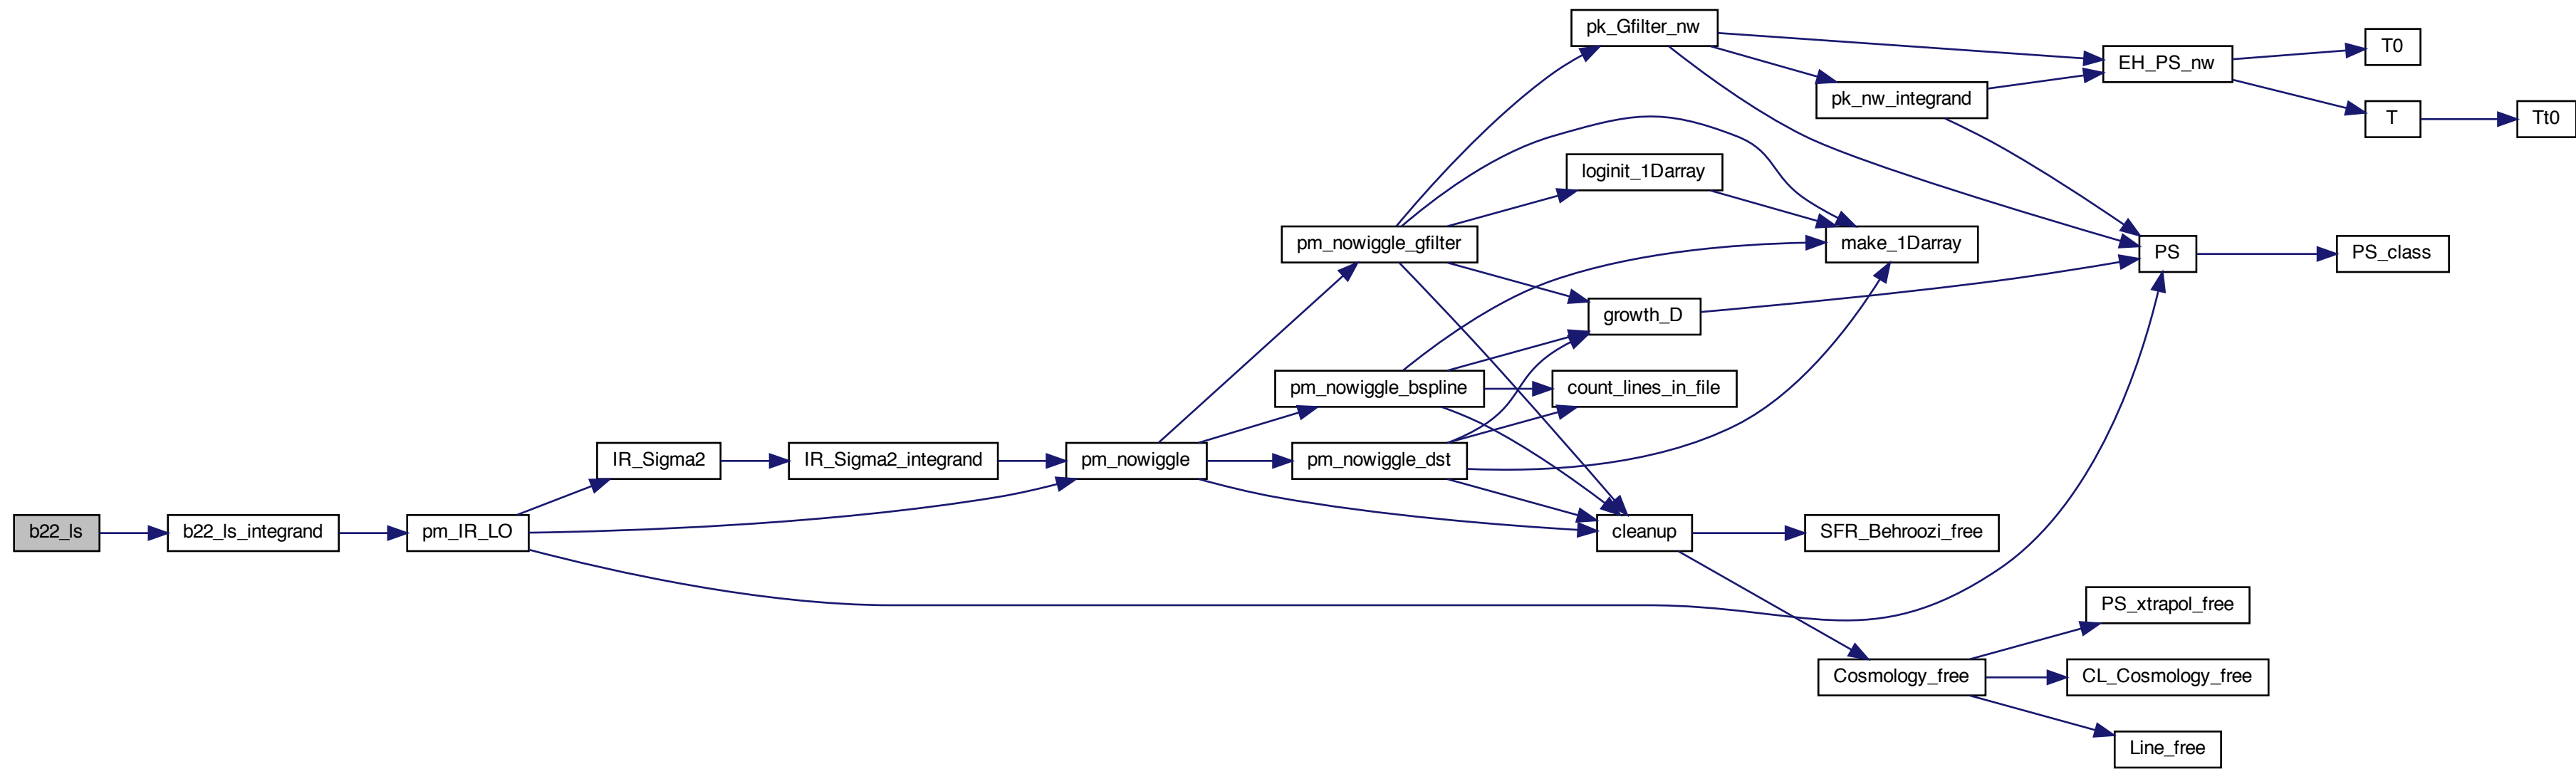 b22_ls
b22_ls_integrand
pm_IR_LO
IR_Sigma2
IR_Sigma2_integrand
pm_nowiggle
pm_nowiggle_gfilter
pm_nowiggle_bspline
pm_nowiggle_dst
pk_Gfilter_nw
loginit_1Darray
growth_D
count_lines_in_file
cleanup
pk_nw_integrand
make_1Darray
SFR_Behroozi_free
Cosmology_free
EH_PS_nw
PS
PS_xtrapol_free
CL_Cosmology_free
Line_free
T0
T
PS_class
Tt0